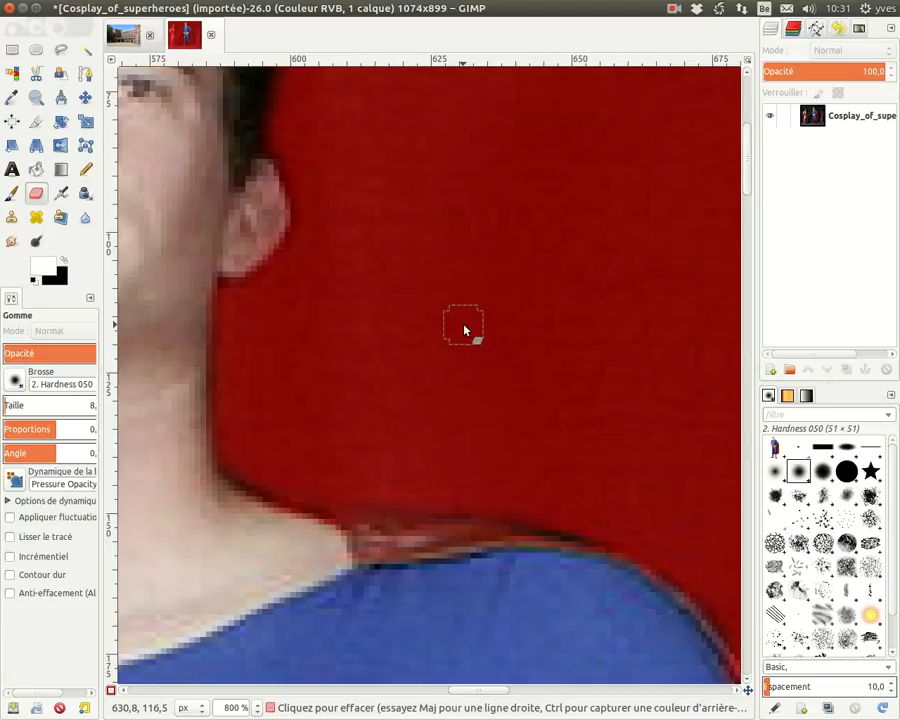 *[Cosplay_of_superheroes] (importée)-26.0 (Couleur RVB, 1 calque) 1074x899 – GIMP
Be
10:31
yves
575
600
625
650
675
Mode :
Normal
Opacité
100,0
Verrouiller :
Cosplay_of_supe
Gomme
Mode :
Normal
Opacité
Brosse
2. Hardness 050
Taille
8,
Proportions
0,
Angle
0,
Dynamique de la b
Pressure Opacity
Options de dynamiq
Appliquer fluctuatio
Lisser le tracé
Incrémentiel
Contour dur
Anti-effacement (Al
filtre
2. Hardness 050 (51 × 51)
Basic,
Espacement
10,0
630,8, 116,5
px
800 %
Cliquez pour effacer (essayez Maj pour une ligne droite, Ctrl pour capturer une couleur d'arrière-...